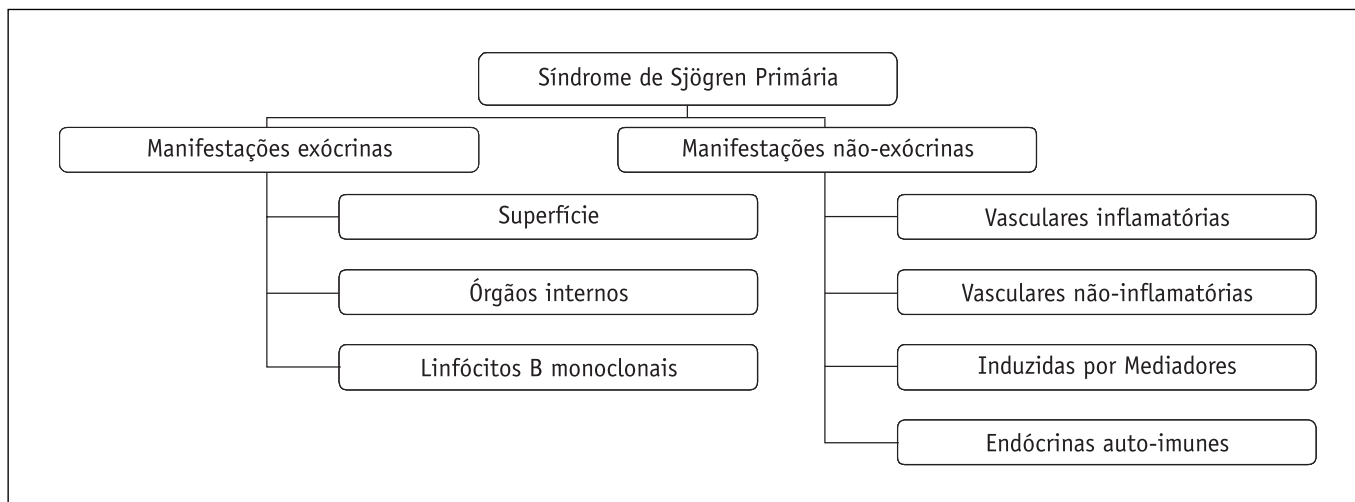 Síndrome de Sjögren Primária
Manifestações exócrinas
Manifestações não-exócrinas
Superfície
Órgãos internos
Linfócitos B monoclonais
Vasculares inflamatórias
Vasculares não-inflamatórias
Induzidas por Mediadores
Endócrinas auto-imunes